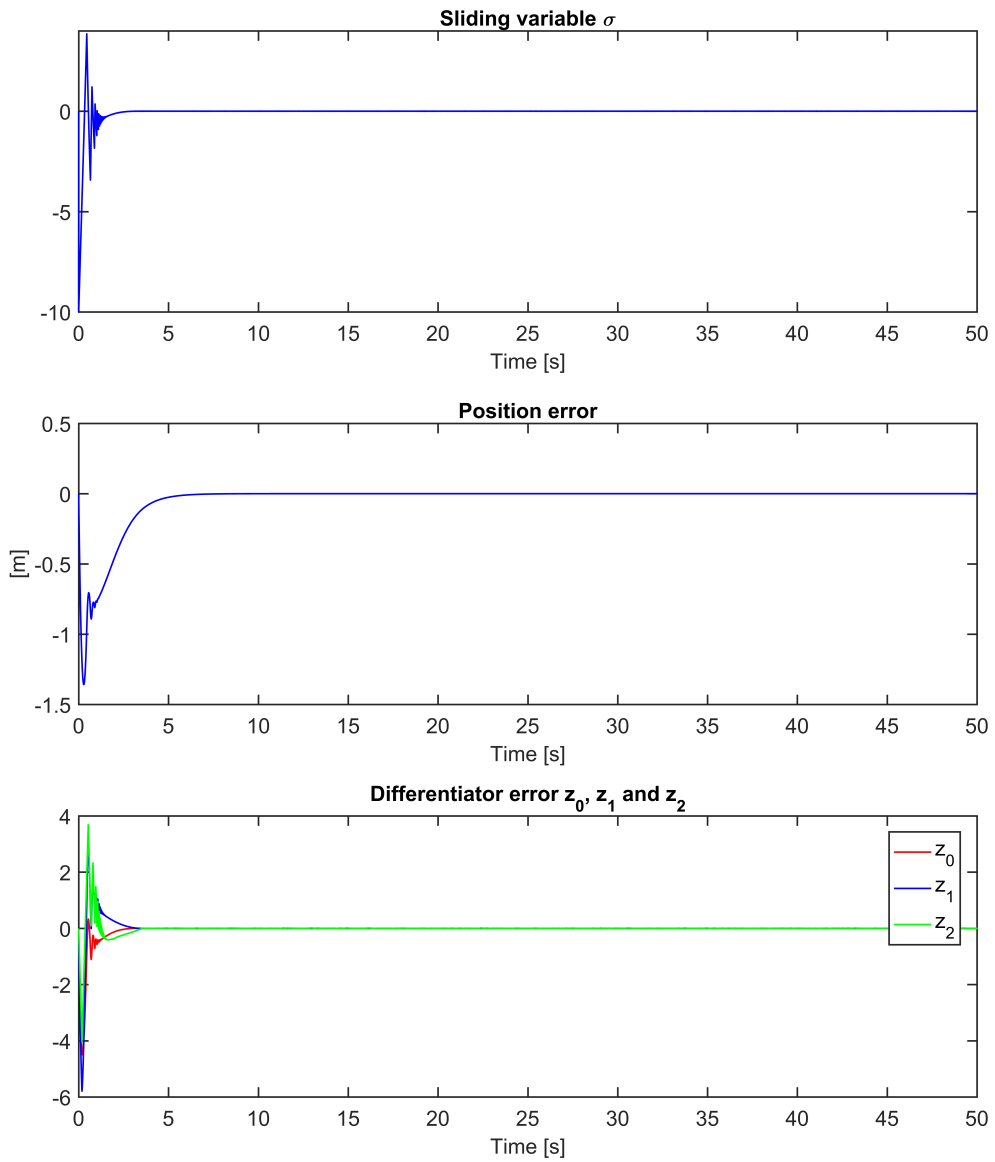 Sliding variable σ
0
-5
-10
0 5 10 15 20 25 30 35 40 45 50
Time [s]
Position error
0.5
0
-0.5
-1
-1.5
[m]
0 5 10 15 20 25 30 35 40 45 50
Time [s]
Differentiator error z₀, z₁ and z₂
4
2
0
-2
-4
-6
z₀
z₁
z₂
0 5 10 15 20 25 30 35 40 45 50
Time [s]